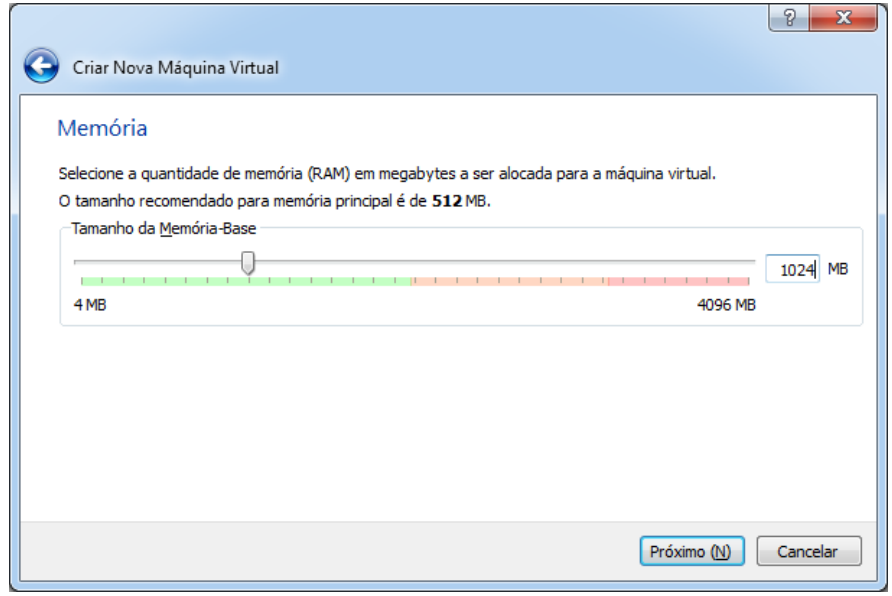 Criar Nova Máquina Virtual
Memória
Selecione a quantidade de memória (RAM) em megabytes a ser alocada para a máquina virtual.
O tamanho recomendado para memória principal é de 512 MB.
Tamanho da Memória-Base
1024 MB
4 MB 4096 MB
Próximo (N) Cancelar